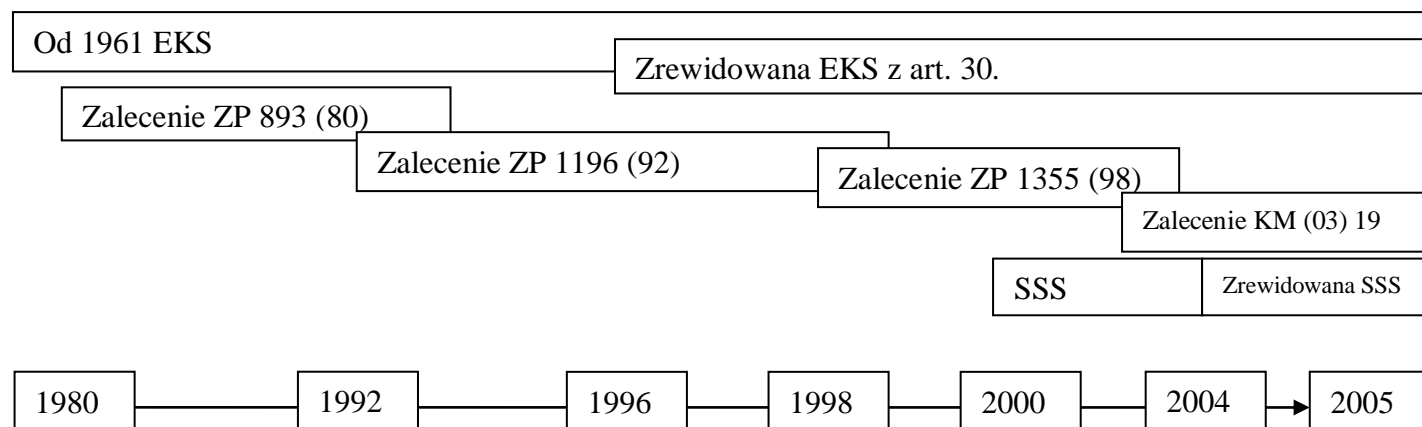 Od 1961 EKS
Zrewidowana EKS z art. 30.
Zalecenie ZP 893 (80)
Zalecenie ZP 1196 (92)
Zalecenie ZP 1355 (98)
Zalecenie KM (03) 19
SSS
Zrewidowana SSS
1980
1992
1996
1998
2000
2004
2005